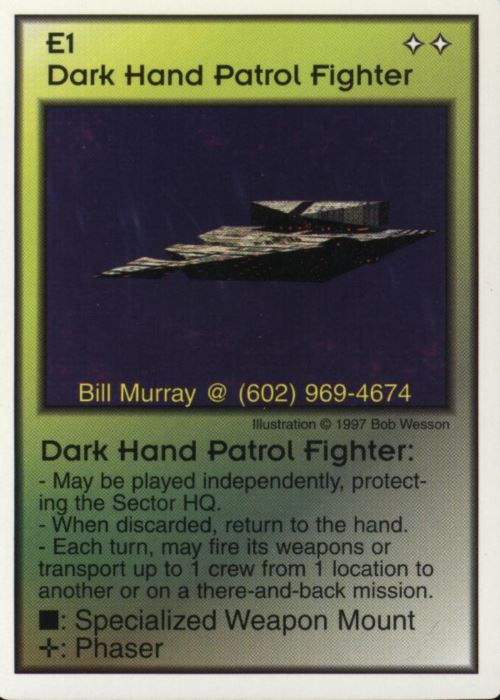 E1
Dark Hand Patrol Fighter
Bill Murray @ (602) 969-4674
Illustration © 1997 Bob Wesson
Dark Hand Patrol Fighter:
- May be played independently, protect-
ing the Sector HQ.
- When discarded, return to the hand.
- Each turn, may fire its weapons or
transport up to 1 crew from 1 location to
another or on a there-and-back mission.
■: Specialized Weapon Mount
✛: Phaser